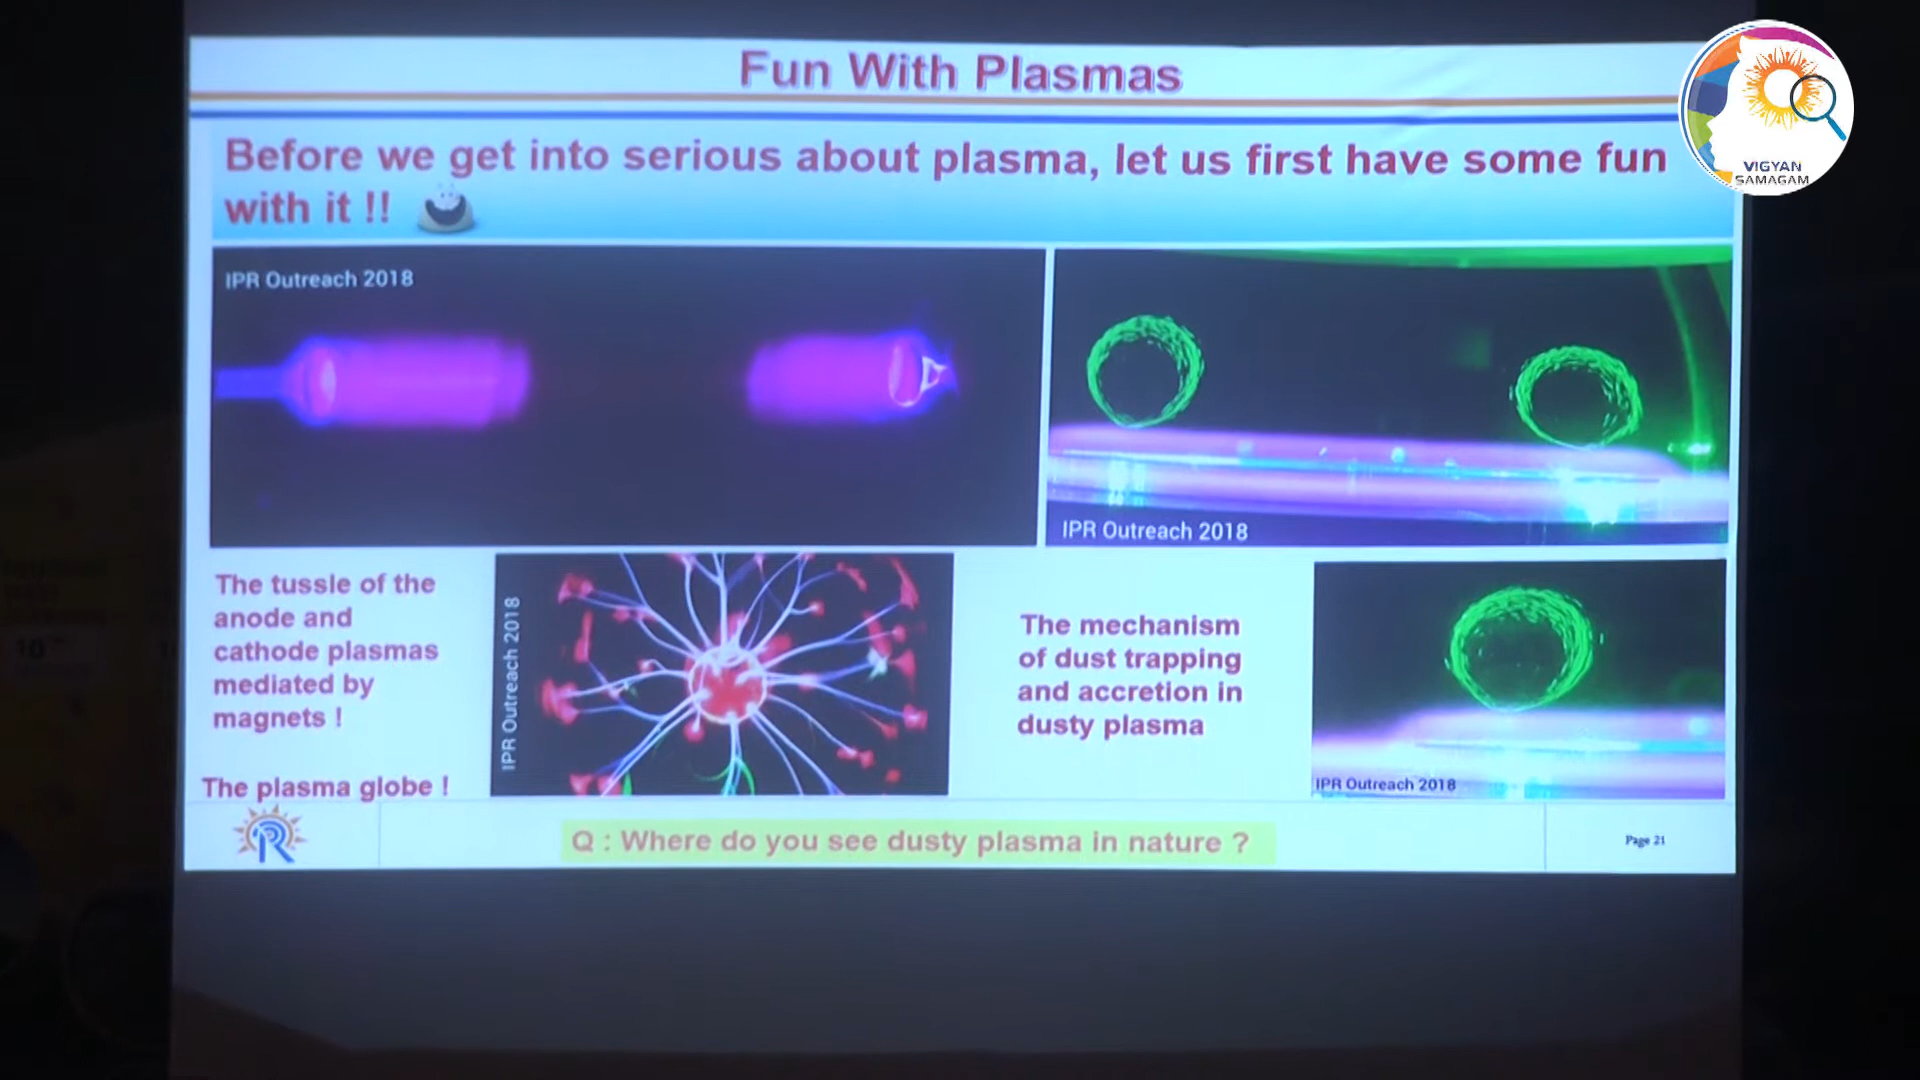 Fun With Plasmas
VIGYAN
SAMAGAM
Before we get into serious about plasma, let us first have some fun
with it !!
IPR Outreach 2018
IPR Outreach 2018
The tussle of the
anode and
cathode plasmas
mediated by
magnets !
The plasma globe !
IPR Outreach 2018
The mechanism
of dust trapping
and accretion in
dusty plasma
IPR Outreach 2018
Q : Where do you see dusty plasma in nature ?
Page 21